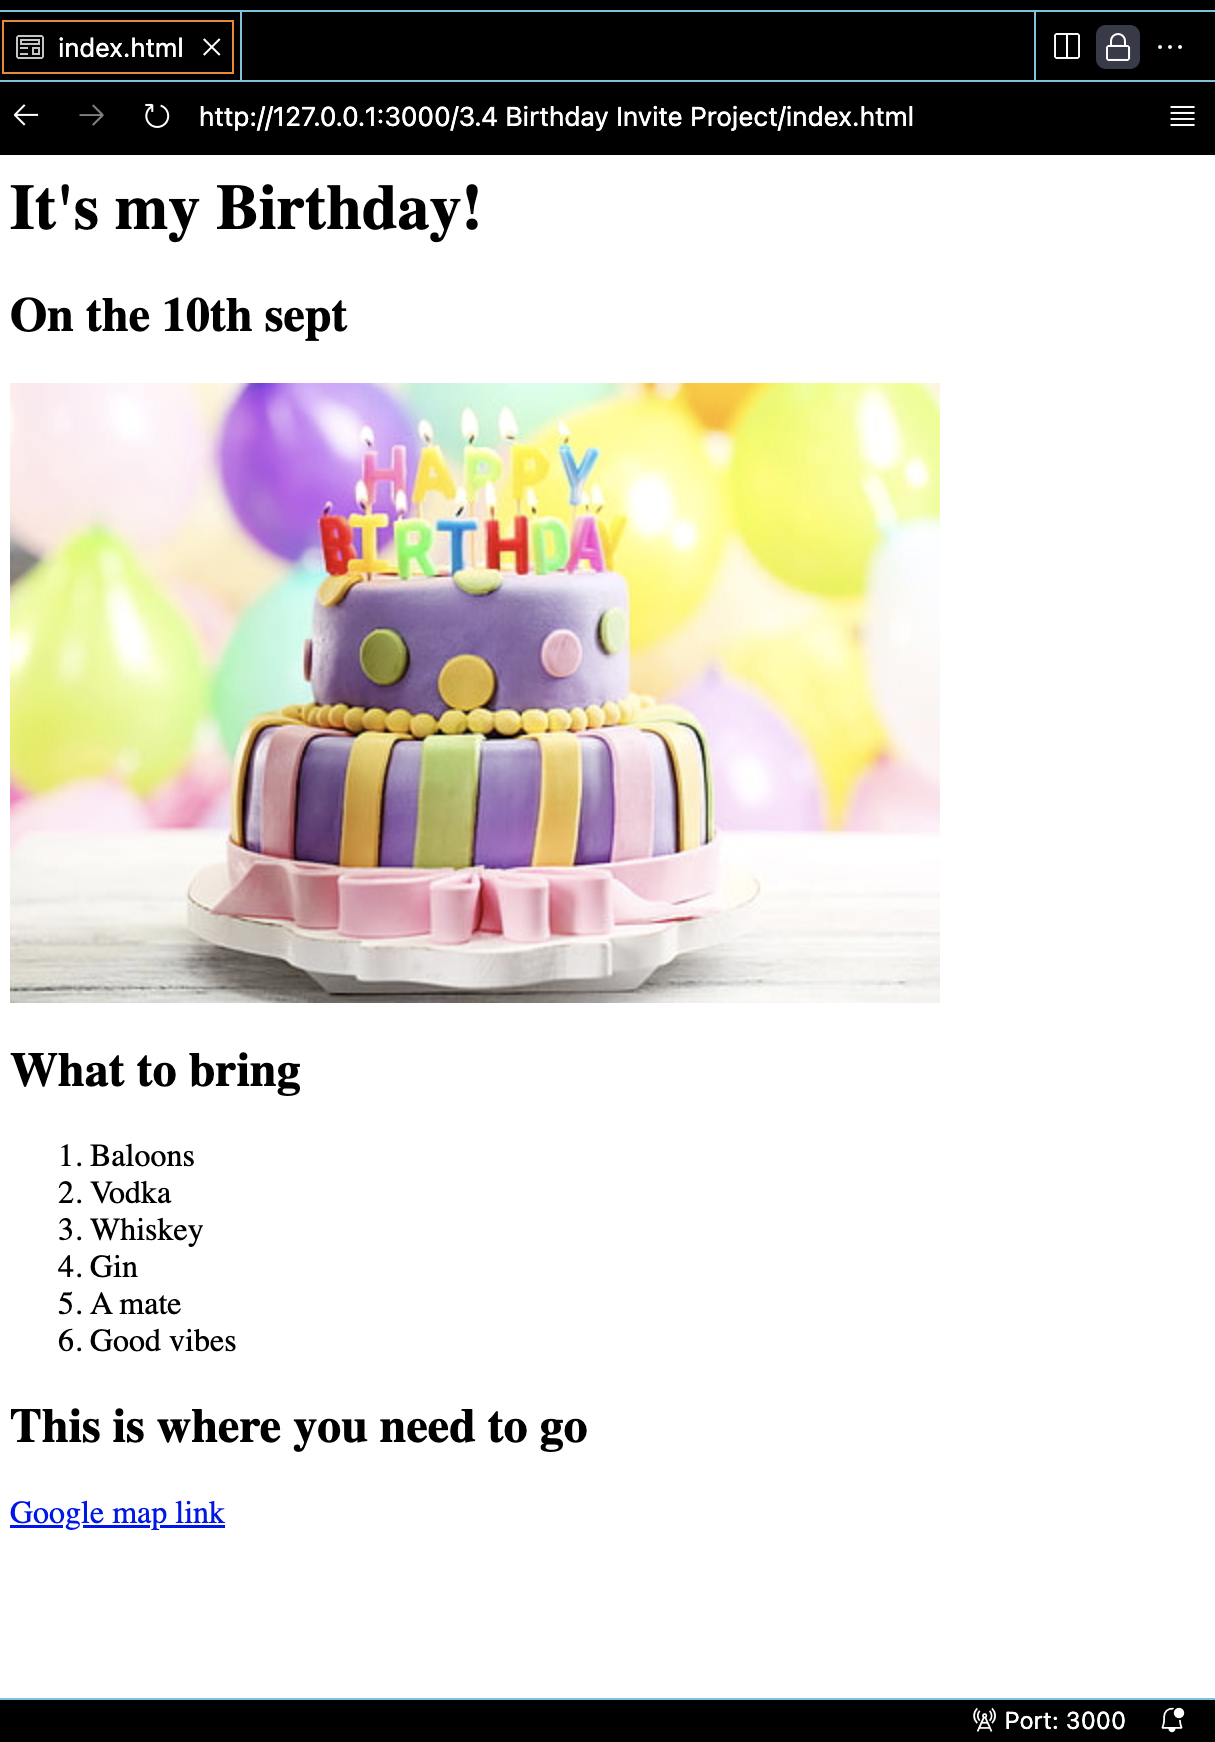 index.html
http://127.0.0.1:3000/3.4 Birthday Invite Project/index.html
It's my Birthday!
On the 10th sept
HAPPY
BIRTHDAY
What to bring
1. Baloons
2. Vodka
3. Whiskey
4. Gin
5. A mate
6. Good vibes
This is where you need to go
Google map link
Port: 3000